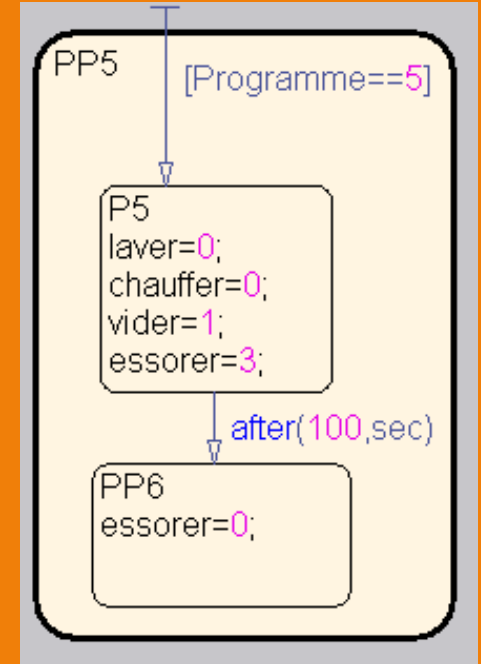 PP5
[Programme==5]
P5
laver=0;
chauffer=0;
vider=1;
essorer=3;
after(100,sec)
PP6
essorer=0;